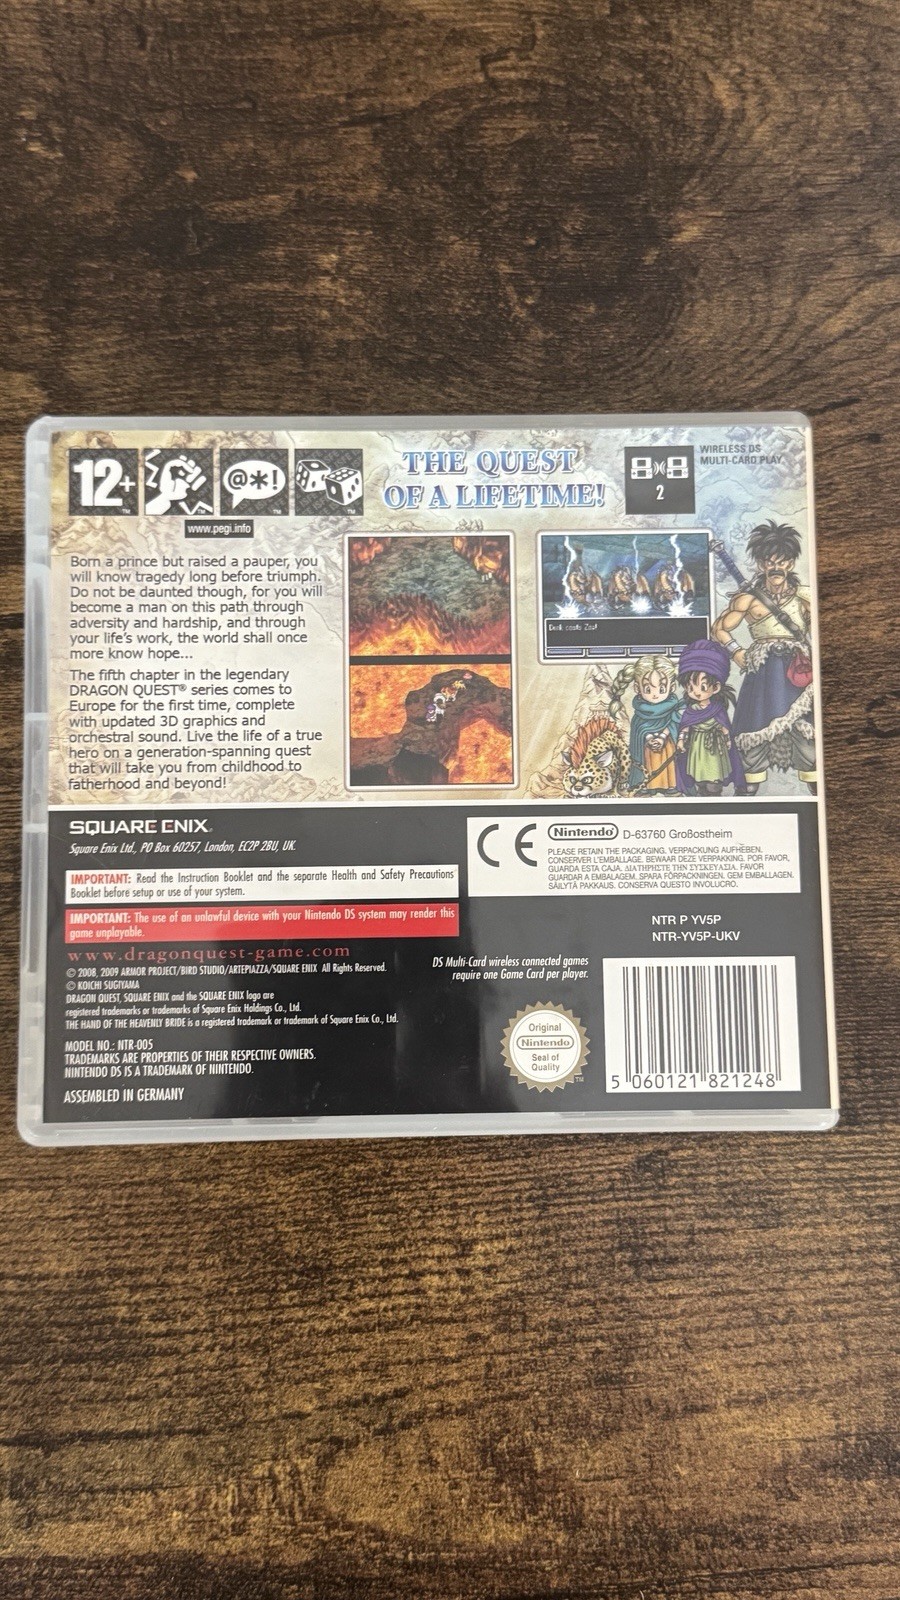 12+
@*!
™ ™ ™ ™
www.pegi.info
THE QUEST
OF A LIFETIME!
2
WIRELESS DS
MULTI-CARD PLAY
Born a prince but raised a pauper, you
will know tragedy long before triumph.
Do not be daunted though, for you will
become a man on this path through
adversity and hardship, and through
your life's work, the world shall once
more know hope...
The fifth chapter in the legendary
DRAGON QUEST® series comes to
Europe for the first time, complete
with updated 3D graphics and
orchestral sound. Live the life of a true
hero on a generation-spanning quest
that will take you from childhood to
fatherhood and beyond!
SQUARE ENIX.
Square Enix Ltd., PO Box 60257, London, EC2P 2BU, UK.
IMPORTANT: Read the Instruction Booklet and the separate Health and Safety Precautions
Booklet before setup or use of your system.
IMPORTANT: The use of an unlawful device with your Nintendo DS system may render this
game unplayable.
www.dragonquest-game.com
© 2008, 2009 ARMOR PROJECT/BIRD STUDIO/ARTEPIAZZA/SQUARE ENIX All Rights Reserved.
© KOICHI SUGIYAMA
DRAGON QUEST, SQUARE ENIX and the SQUARE ENIX logo are
registered trademarks or trademarks of Square Enix Holdings Co., Ltd.
THE HAND OF THE HEAVENLY BRIDE is a registered trademark or trademark of Square Enix Co., Ltd.
MODEL NO.: NTR-005
TRADEMARKS ARE PROPERTIES OF THEIR RESPECTIVE OWNERS.
NINTENDO DS IS A TRADEMARK OF NINTENDO.
ASSEMBLED IN GERMANY
CE
Nintendo D-63760 Großostheim
PLEASE RETAIN THE PACKAGING. VERPACKUNG AUFHEBEN.
CONSERVER L'EMBALLAGE. BEWAAR DEZE VERPAKKING. POR FAVOR,
GUARDA ESTA CAJA. ΔΙΑΤΗΡΗΣΤΕ ΤΗΝ ΣΥΣΚΕΥΑΣΙΑ. FAVOR
GUARDAR A EMBALAGEM. SPARA FÖRPACKNINGEN. GEM EMBALLAGEN.
SÄILYTÄ PAKKAUS. CONSERVA QUESTO INVOLUCRO.
NTR P YV5P
NTR-YV5P-UKV
DS Multi-Card wireless connected games
require one Game Card per player.
Original
Nintendo
Seal of
Quality
™
5 060121 821248